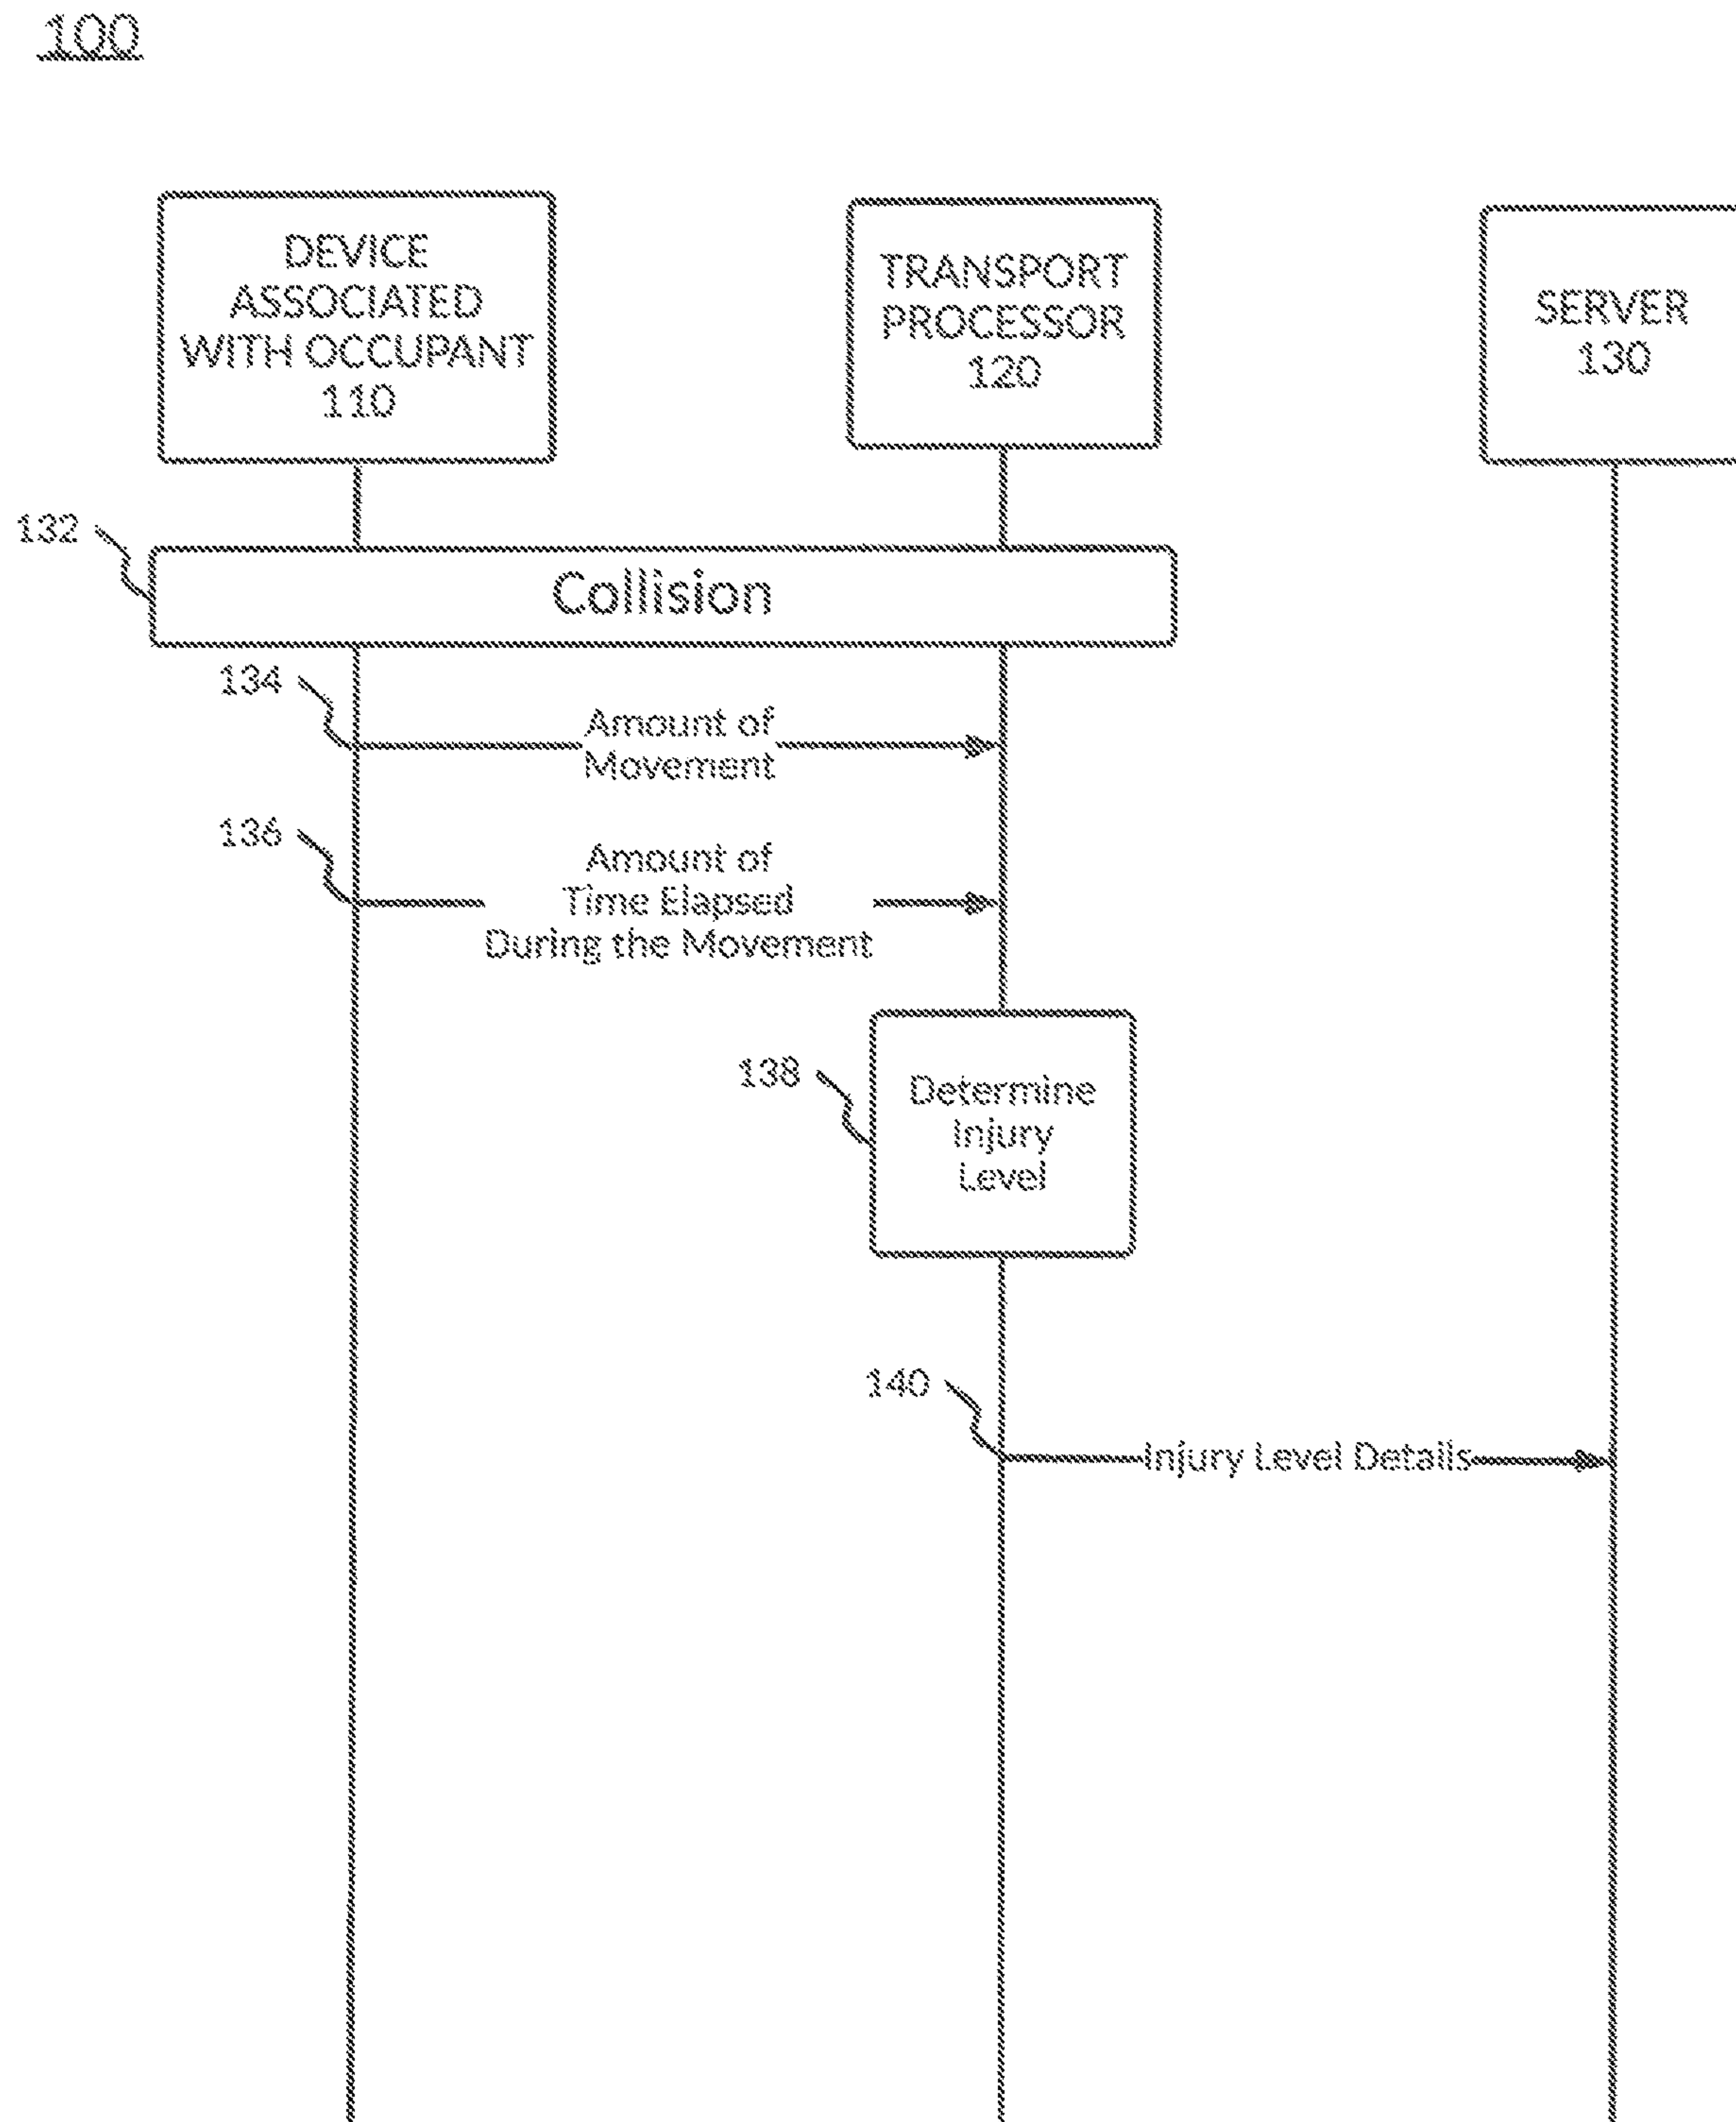 100
DEVICE
ASSOCIATED
WITH OCCUPANT
110
TRANSPORT
PROCESSOR
120
SERVER
130
132
Collision
134
Amount of
Movement
136
Amount of
Time Elapsed
During the Movement
138
Determine
Injury
Level
140
Injury Level Details